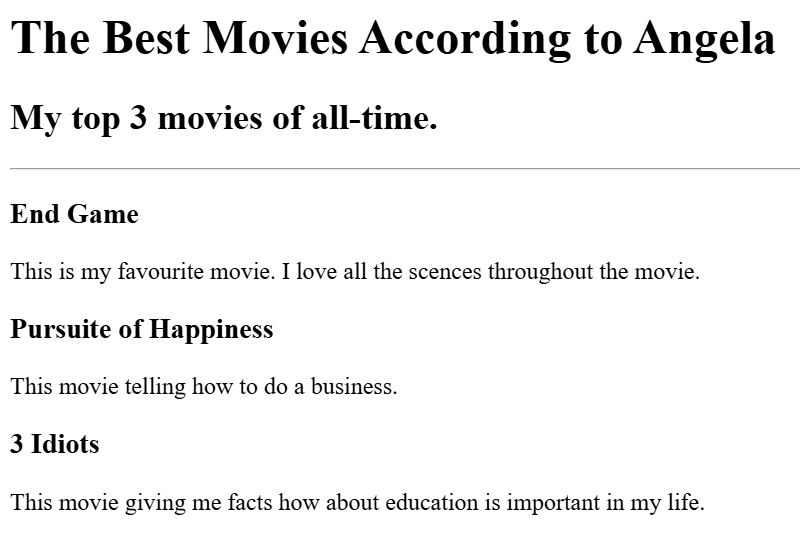 The Best Movies According to Angela
My top 3 movies of all-time.
End Game
This is my favourite movie. I love all the scences throughout the movie.
Pursuite of Happiness
This movie telling how to do a business.
3 Idiots
This movie giving me facts how about education is important in my life.